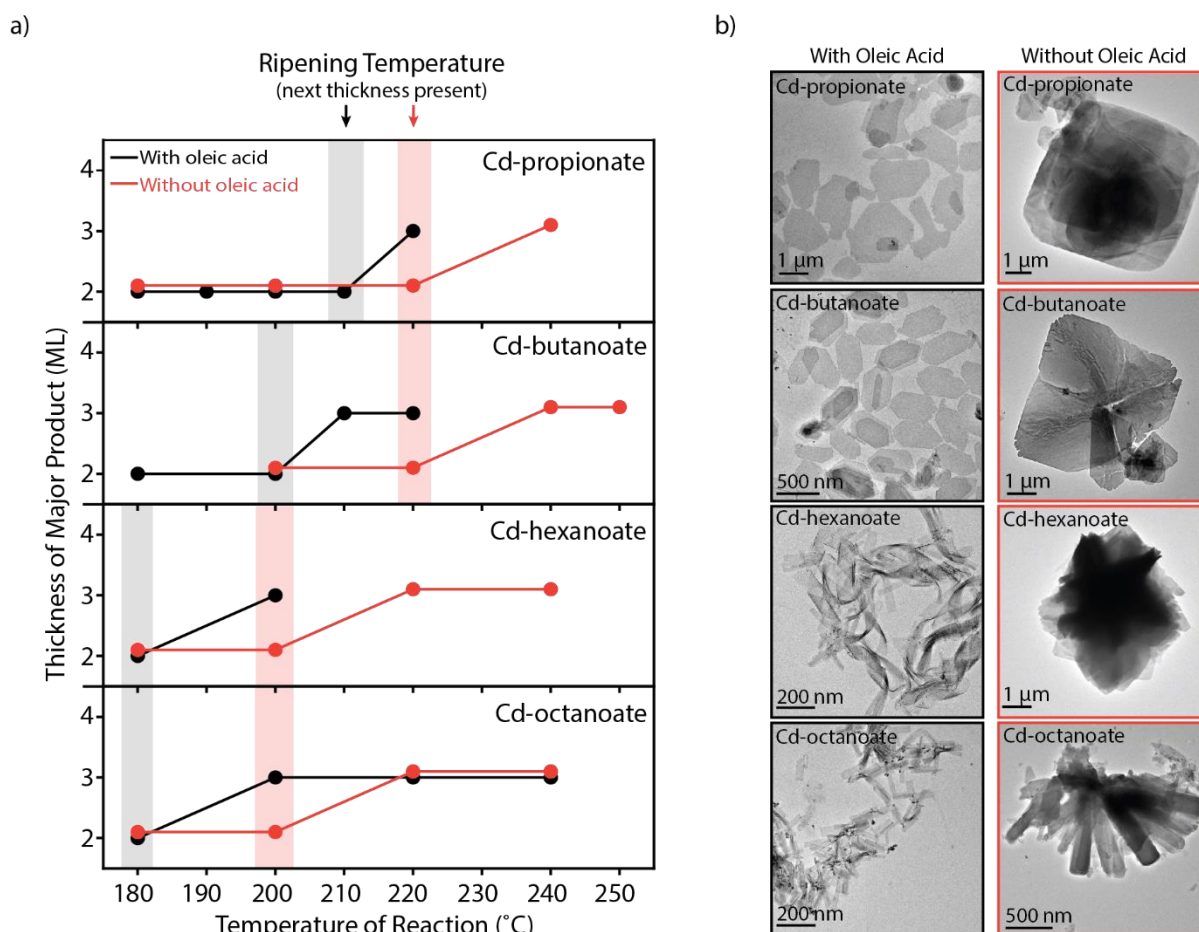 a)
Ripening Temperature
(next thickness present)
With oleic acid
Without oleic acid
Thickness of Major Product (ML)
4
3
2
Cd-propionate
4
3
2
Cd-butanoate
4
3
2
Cd-hexanoate
4
3
2
Cd-octanoate
180 190 200 210 220 230 240 250
Temperature of Reaction (˚C)
b)
With Oleic Acid Without Oleic Acid
Cd-propionate
1 µm
Cd-propionate
1 µm
Cd-butanoate
500 nm
Cd-butanoate
1 µm
Cd-hexanoate
200 nm
Cd-hexanoate
1 µm
Cd-octanoate
200 nm
Cd-octanoate
500 nm